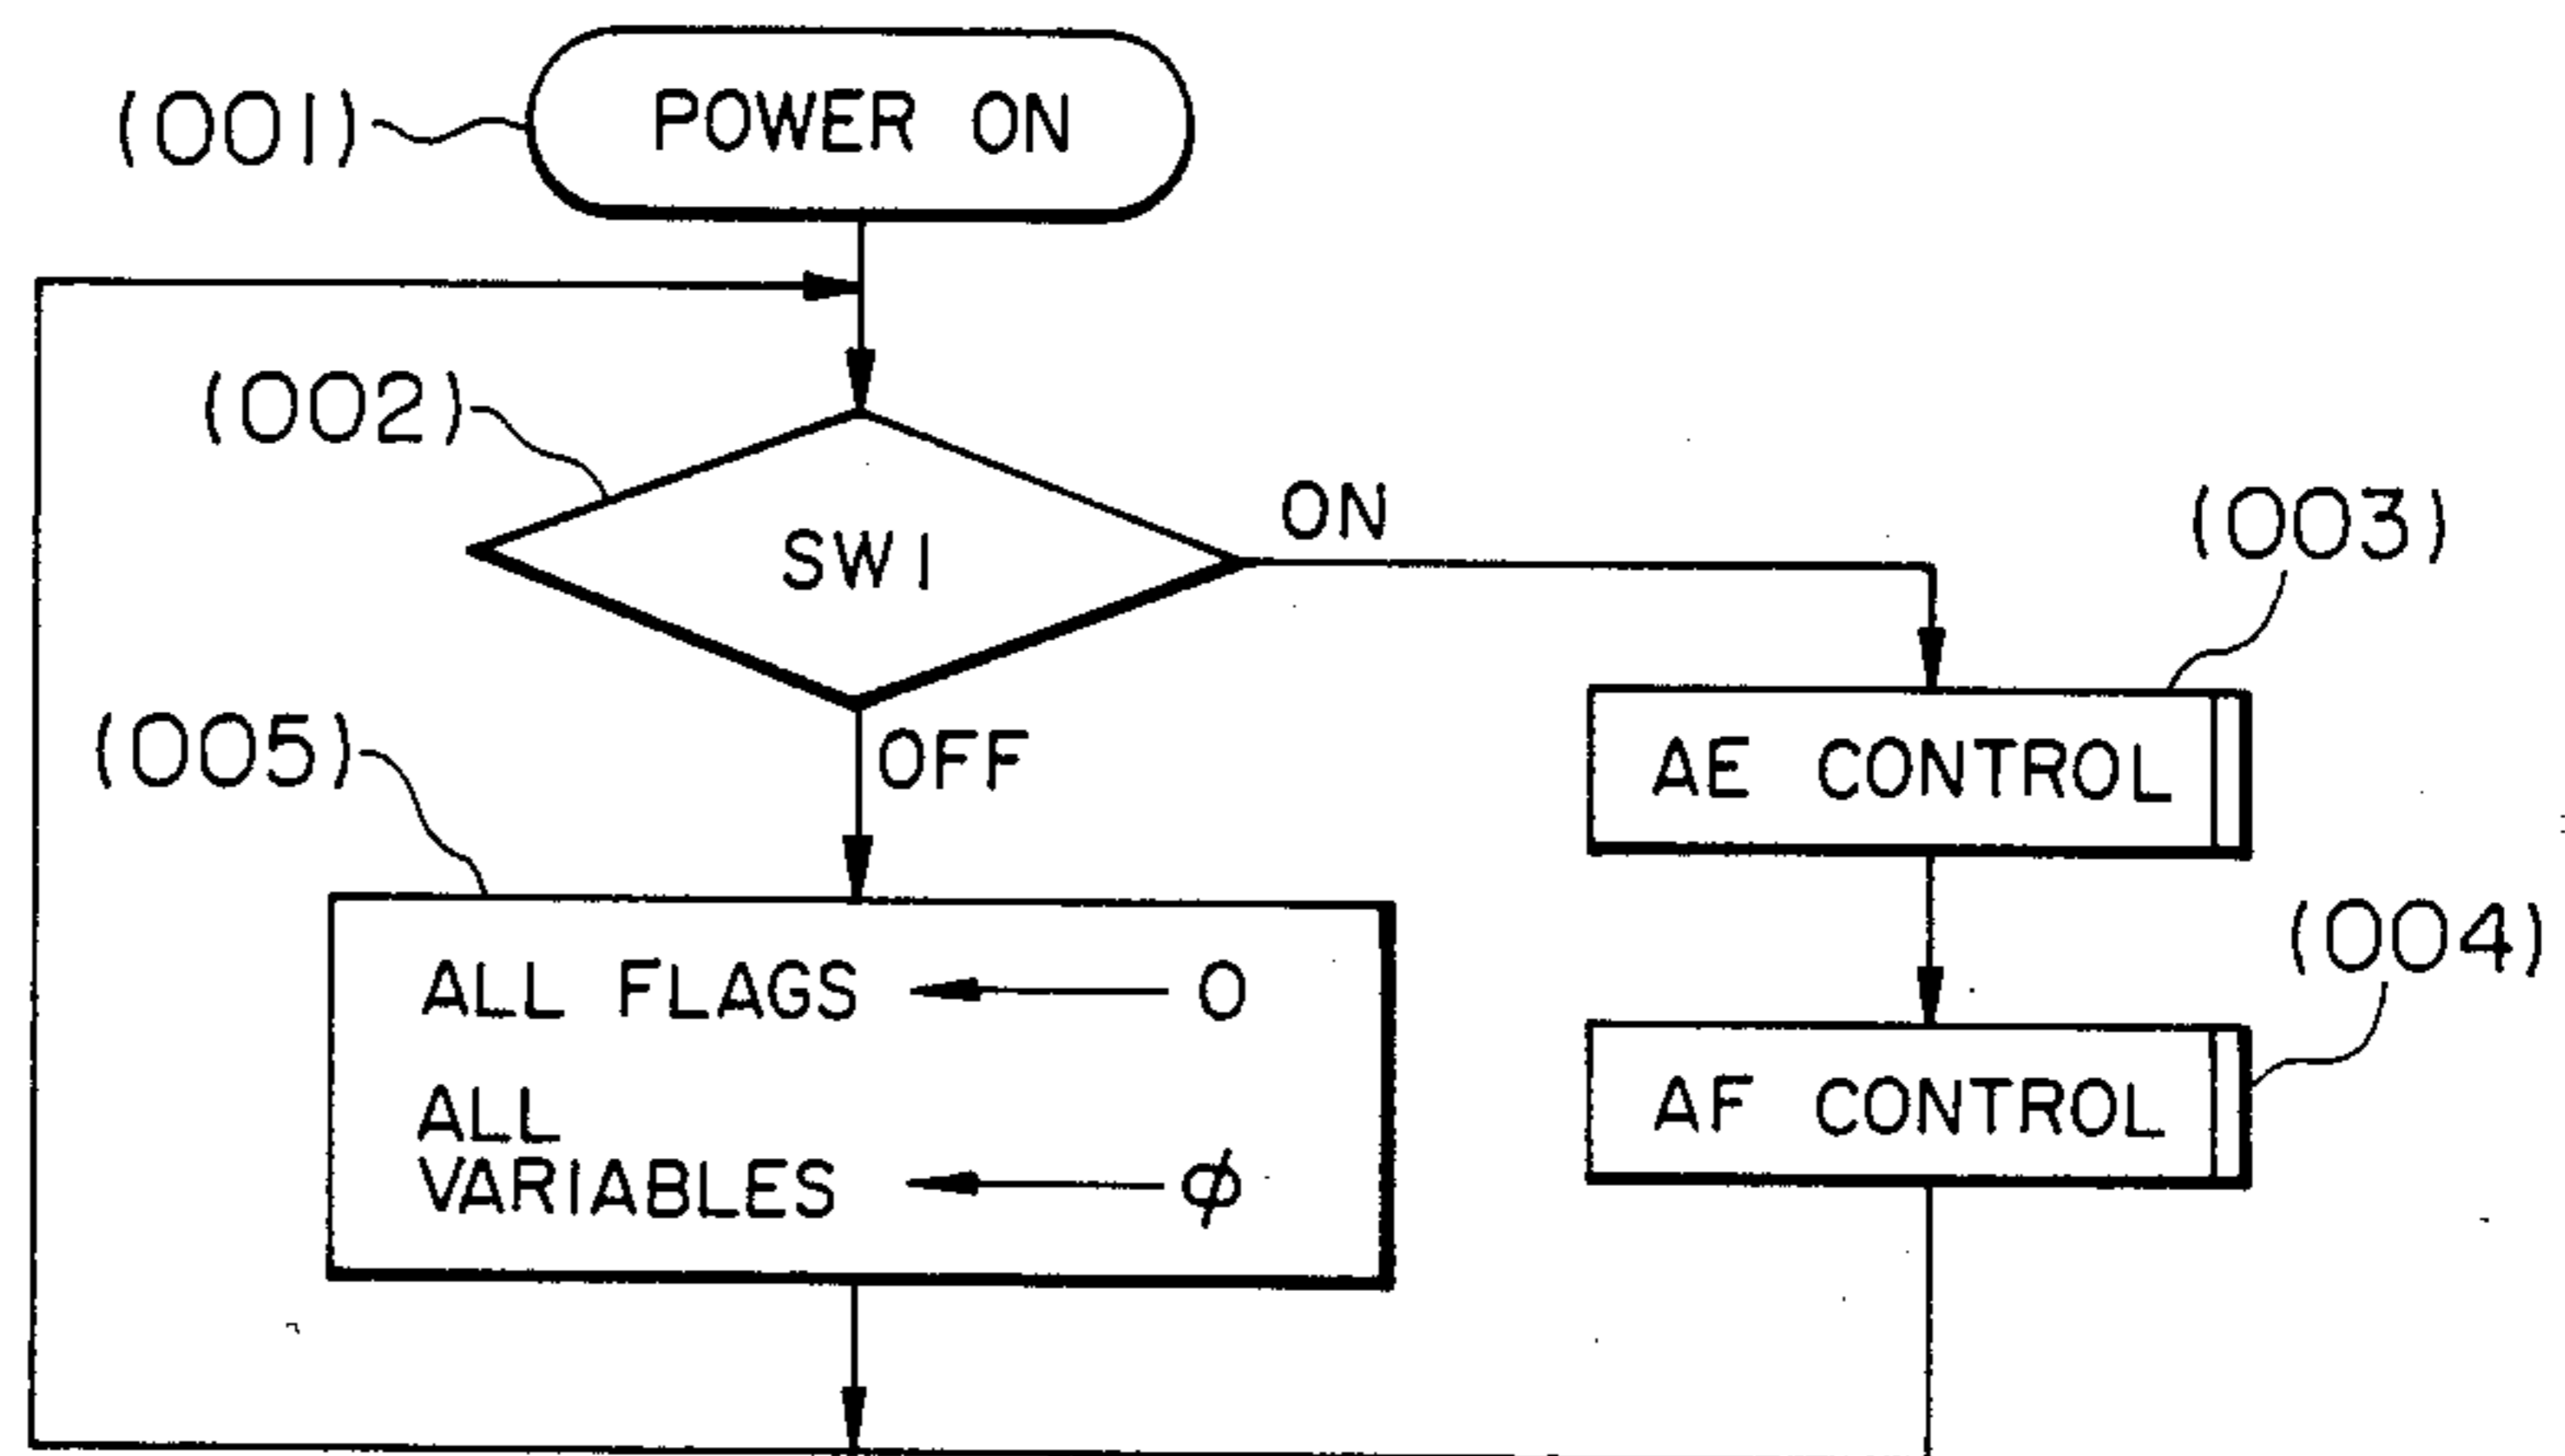 (001)
POWER ON
(002)
SW1
ON
(003)
(005)
OFF
AE CONTROL
(004)
ALL FLAGS ← 0
AF CONTROL
ALL
VARIABLES ← φ